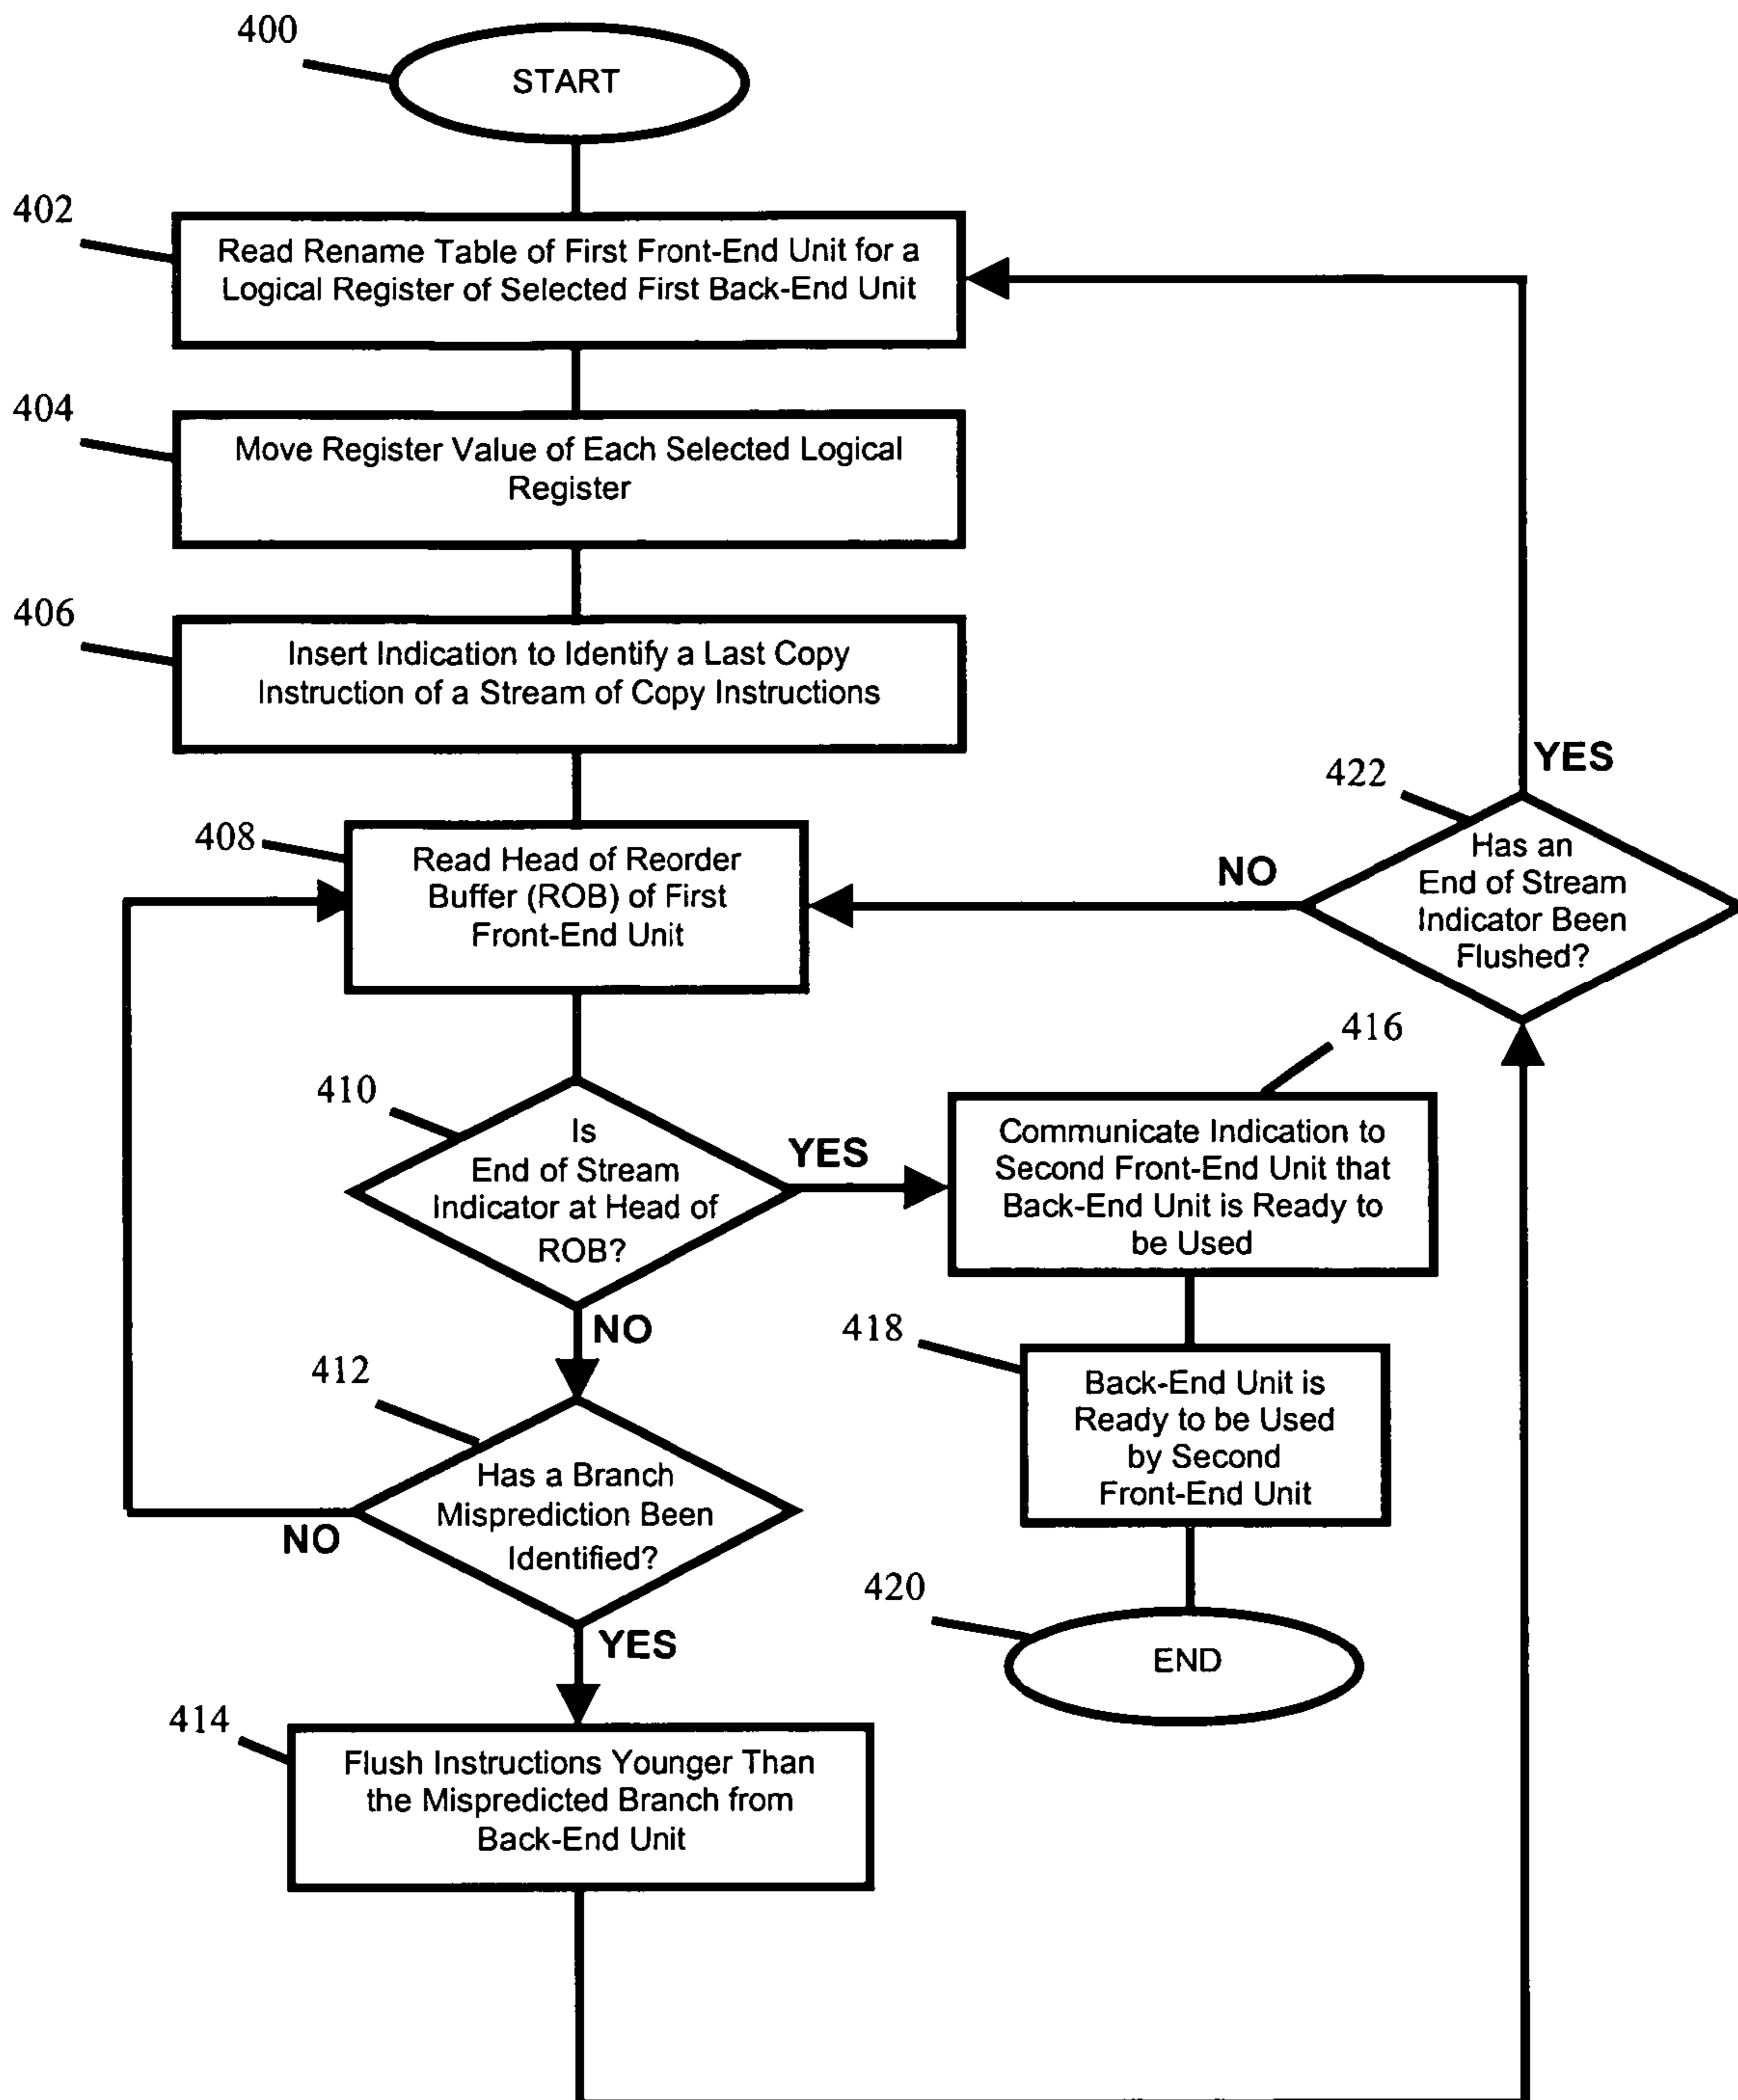 400
START
402
Read Rename Table of First Front-End Unit for a
Logical Register of Selected First Back-End Unit
404
Move Register Value of Each Selected Logical
Register
406
Insert Indication to Identify a Last Copy
Instruction of a Stream of Copy Instructions
408
Read Head of Reorder
Buffer (ROB) of First
Front-End Unit
422
YES
NO
Has an
End of Stream
Indicator Been
Flushed?
410
Is
End of Stream
Indicator at Head of
ROB?
YES
NO
416
Communicate Indication to
Second Front-End Unit that
Back-End Unit is Ready to
be Used
418
Back-End Unit is
Ready to be Used
by Second
Front-End Unit
412
Has a Branch
Misprediction Been
Identified?
NO
YES
420
END
414
Flush Instructions Younger Than
the Mispredicted Branch from
Back-End Unit